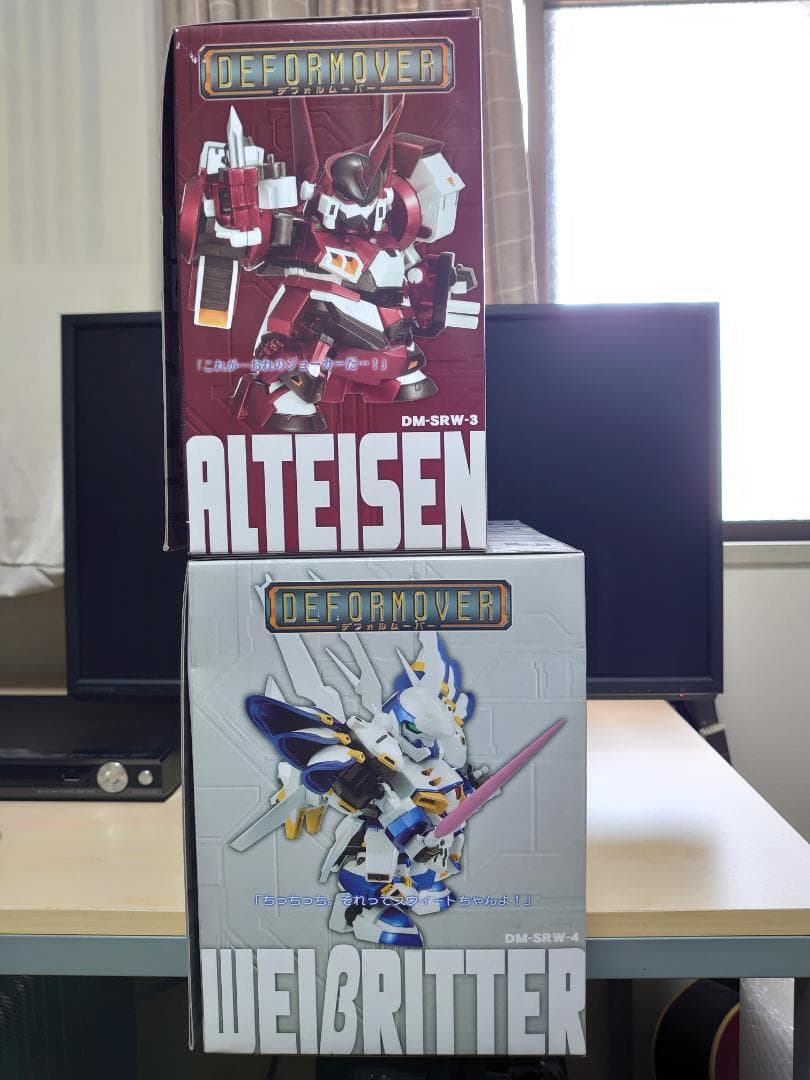 DEFORMOVER
デフォルムーバー
「これが…おれのジョーカーだ…！」
DM-SRW-3
ALTEISEN
DEFORMOVER
デフォルムーバー
「ちっちっち。それってスウィートちゃんよ！」
DM-SRW-4
WEIßRITTER